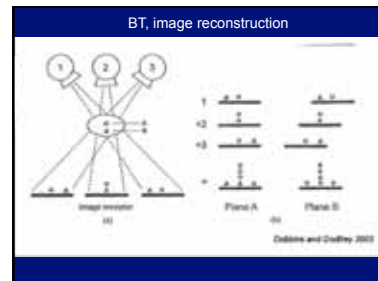 BT, image reconstruction
1 2 3
1
+2
+3
=
A
B
Image receptor
Plane A Plane B
(a) (b)
Dobbins and Godfrey 2003